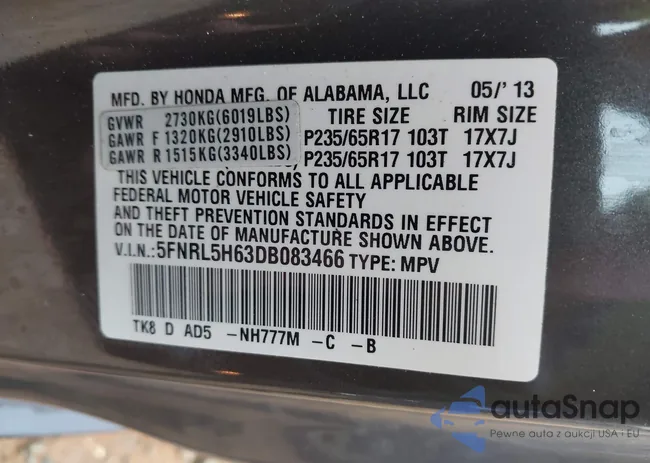 MFD. BY HONDA MFG. OF ALABAMA, LLC 05/' 13
GVWR 2730KG(6019LBS) TIRE SIZE RIM SIZE
GAWR F 1320KG(2910LBS) P235/65R17 103T 17X7J
GAWR R 1515KG(3340LBS) P235/65R17 103T 17X7J
THIS VEHICLE CONFORMS TO ALL APPLICABLE
FEDERAL MOTOR VEHICLE SAFETY
AND THEFT PREVENTION STANDARDS IN EFFECT
ON THE DATE OF MANUFACTURE SHOWN ABOVE.
V.I.N.:5FNRL5H63DB083466 TYPE: MPV
TK8 D AD5 -NH777M -C -B
autaSnap
Pewne auta z aukcji USA · EU